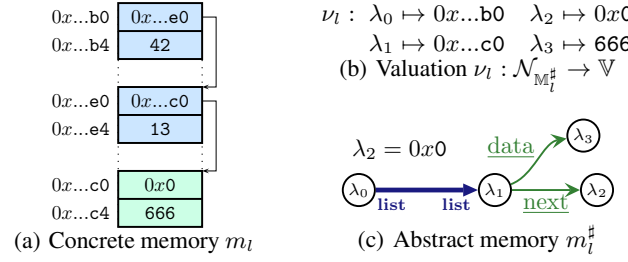 0x...b0 0x...e0
0x...b4 42
0x...e0 0x...c0
0x...e4 13
0x...c0 0x0
0x...c4 666
(a) Concrete memory m_l
ν_l : λ_0 ↦ 0x...b0 λ_2 ↦ 0x0
λ_1 ↦ 0x...c0 λ_3 ↦ 666
(b) Valuation ν_l : 𝒩_{𝕄_l^♯} → 𝕍
λ_2 = 0x0
data
λ_3
λ_0 list list λ_1 next λ_2
(c) Abstract memory m_l^♯